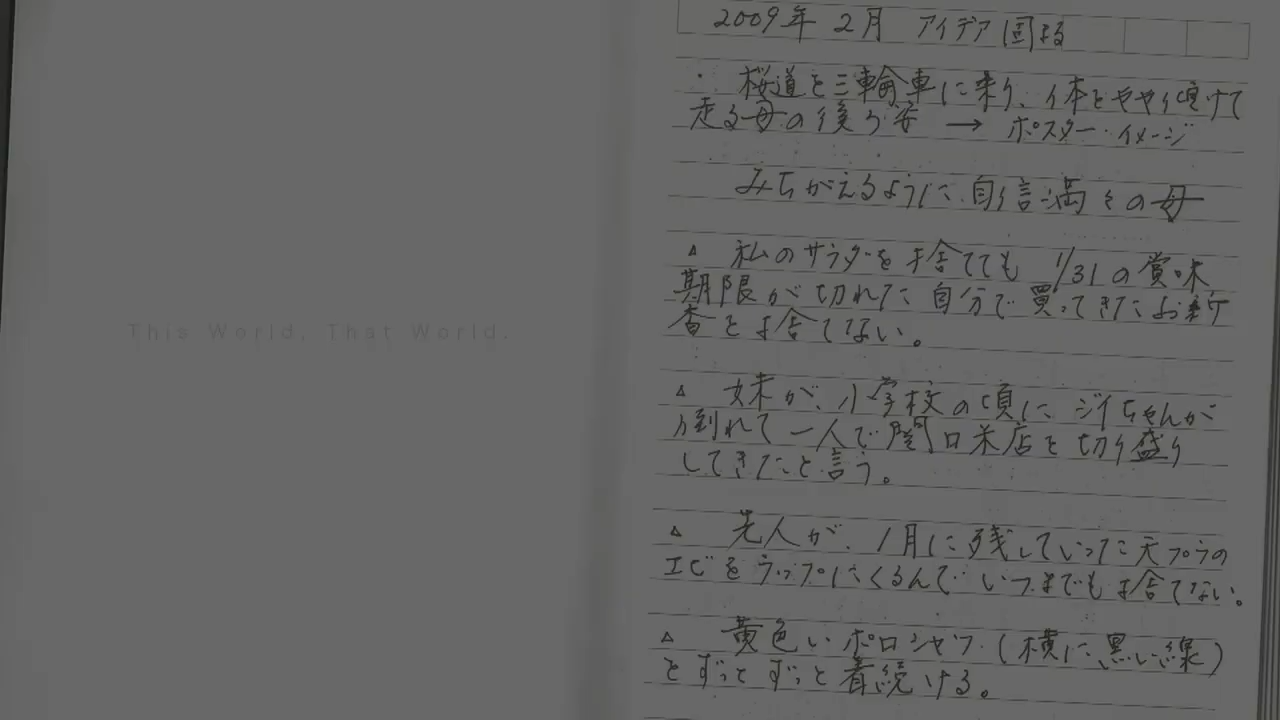 This World, That World.
2009年 2月 アイデア固め
・ 桜道を三輪車に乗り、体をやや傾けて
走る母の後ろ姿 → ポスター・イメージ
みちがえるように、自信満々の母
△ 私のサラダを捨てても 1/31の賞味
期限が切れた自分で買ってきたお新
香を捨てない。
△ 妹が、小学校の頃に ジイちゃんが
倒れて 一人で 関口米店を切り盛り
してきたと言う。
△ 先人が、1月に残していった天プラの
エビを ラップにくるんで いつまでも捨てない。
△ 黄色いポロシャツ (横に黒い線)
を ずっと ずっと 着続ける。